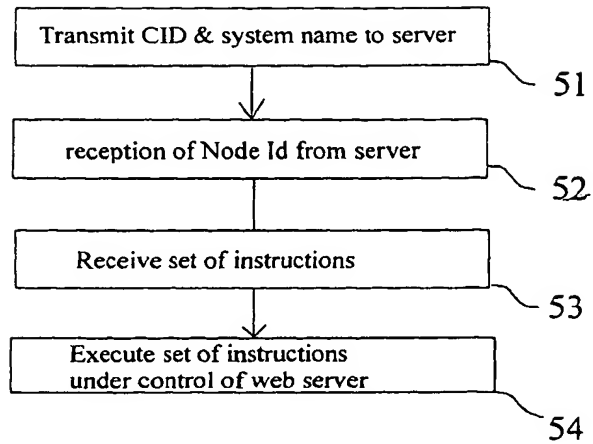 Transmit CID & system name to server
51
reception of Node Id from server
52
Receive set of instructions
53
Execute set of instructions
under control of web server
54